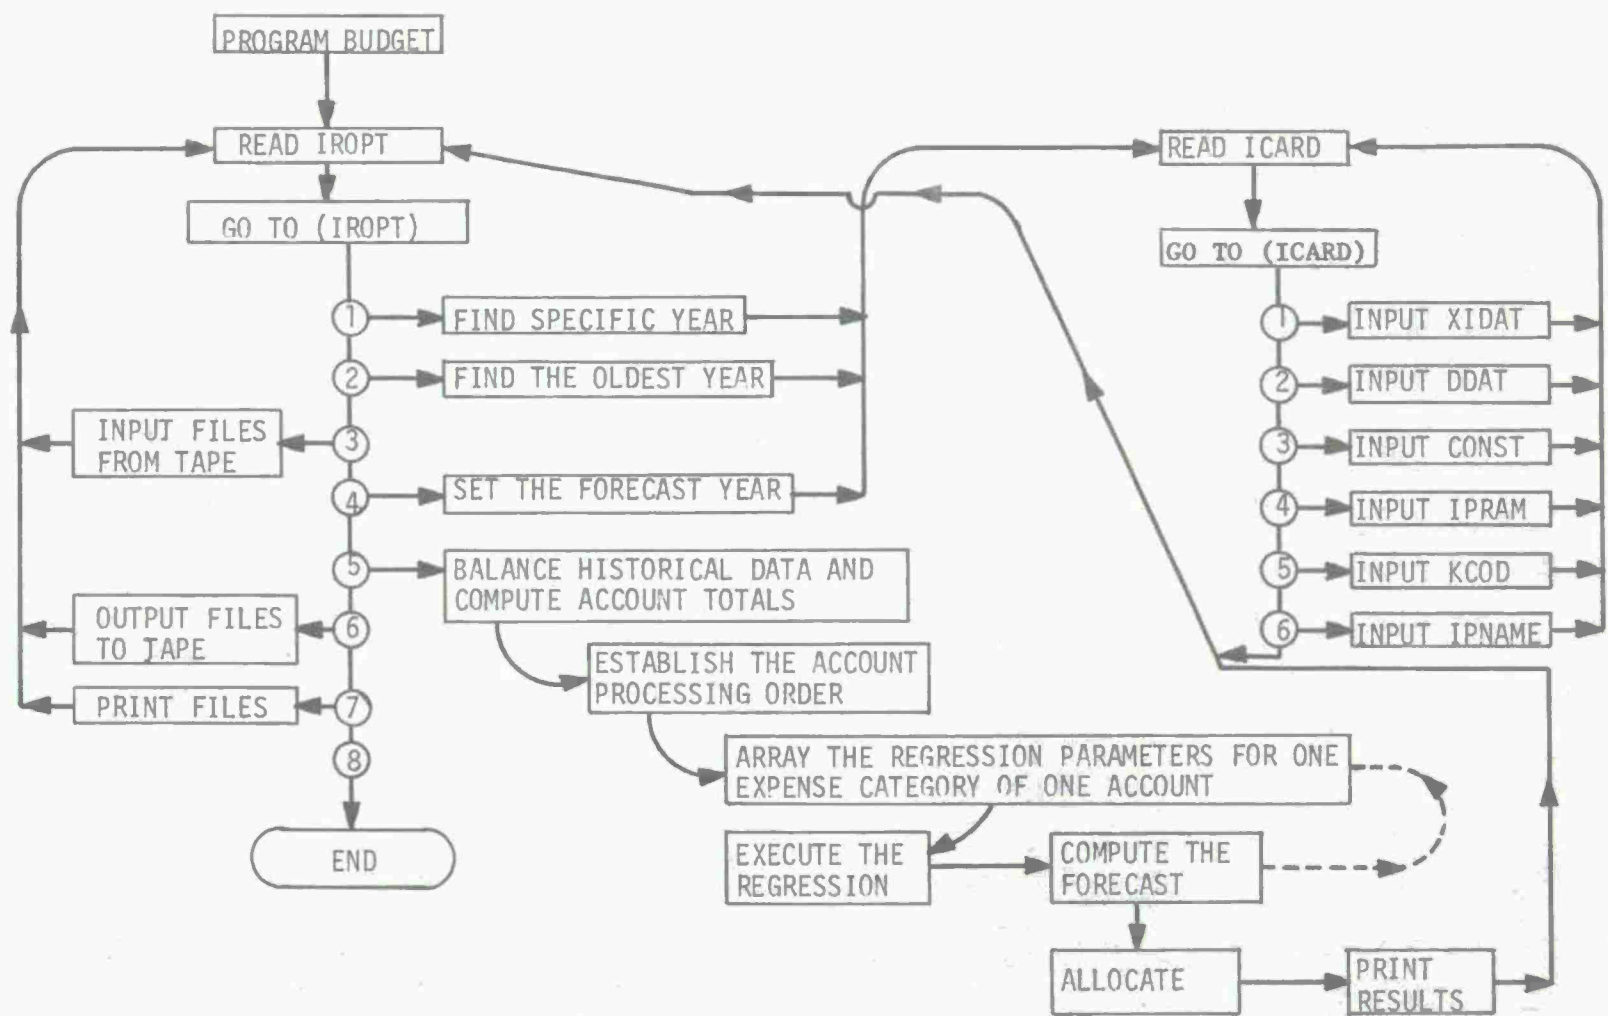 PROGRAM BUDGET
READ IROPT
GO TO (IROPT)
1
FIND SPECIFIC YEAR
2
FIND THE OLDEST YEAR
3
INPUT FILES
FROM TAPE
4
SET THE FORECAST YEAR
5
BALANCE HISTORICAL DATA AND
COMPUTE ACCOUNT TOTALS
6
OUTPUT FILES
TO TAPE
7
PRINT FILES
8
END
ESTABLISH THE ACCOUNT
PROCESSING ORDER
ARRAY THE REGRESSION PARAMETERS FOR ONE
EXPENSE CATEGORY OF ONE ACCOUNT
EXECUTE THE
REGRESSION
COMPUTE THE
FORECAST
ALLOCATE
PRINT
RESULTS
READ ICARD
GO TO (ICARD)
1
INPUT XIDAT
2
INPUT DDAT
3
INPUT CONST
4
INPUT IPRAM
5
INPUT KCOD
6
INPUT IPNAME